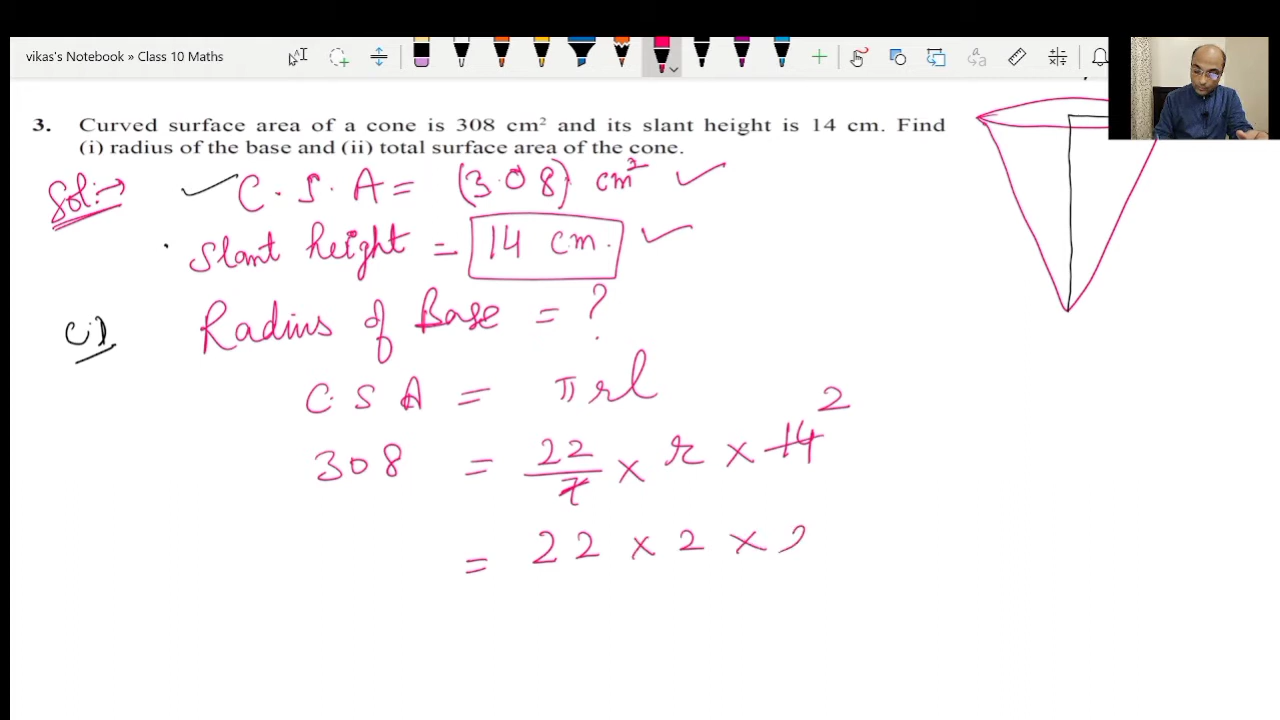 vikas's Notebook » Class 10 Maths
3. Curved surface area of a cone is 308 cm² and its slant height is 14 cm. Find
(i) radius of the base and (ii) total surface area of the cone.
Sol:→ C.S.A = (308) cm²
Slant height = 14 cm.
(i) Radius of Base = ?
C S A = πrl
308 = 22/7 × r × 14 2
= 22 × 2 ×